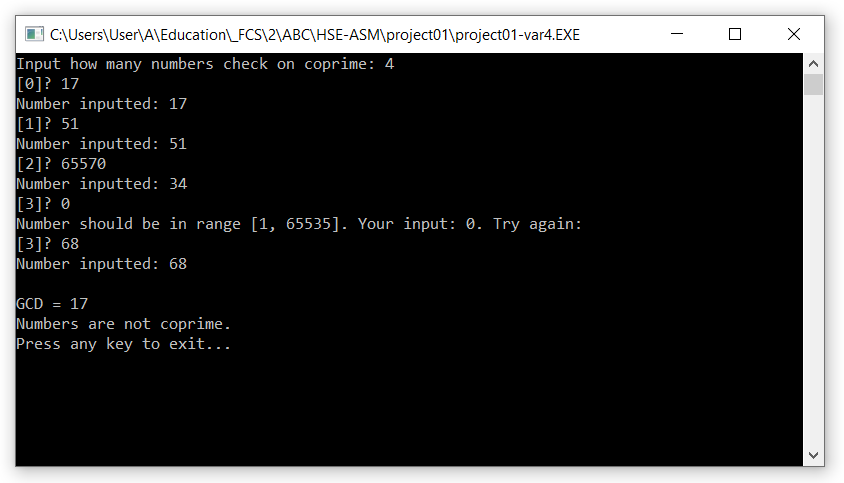 C:\Users\User\A\Education\_FCS\2\ABC\HSE-ASM\project01\project01-var4.EXE
Input how many numbers check on coprime: 4
[0]? 17
Number inputted: 17
[1]? 51
Number inputted: 51
[2]? 65570
Number inputted: 34
[3]? 0
Number should be in range [1, 65535]. Your input: 0. Try again:
[3]? 68
Number inputted: 68
GCD = 17
Numbers are not coprime.
Press any key to exit...